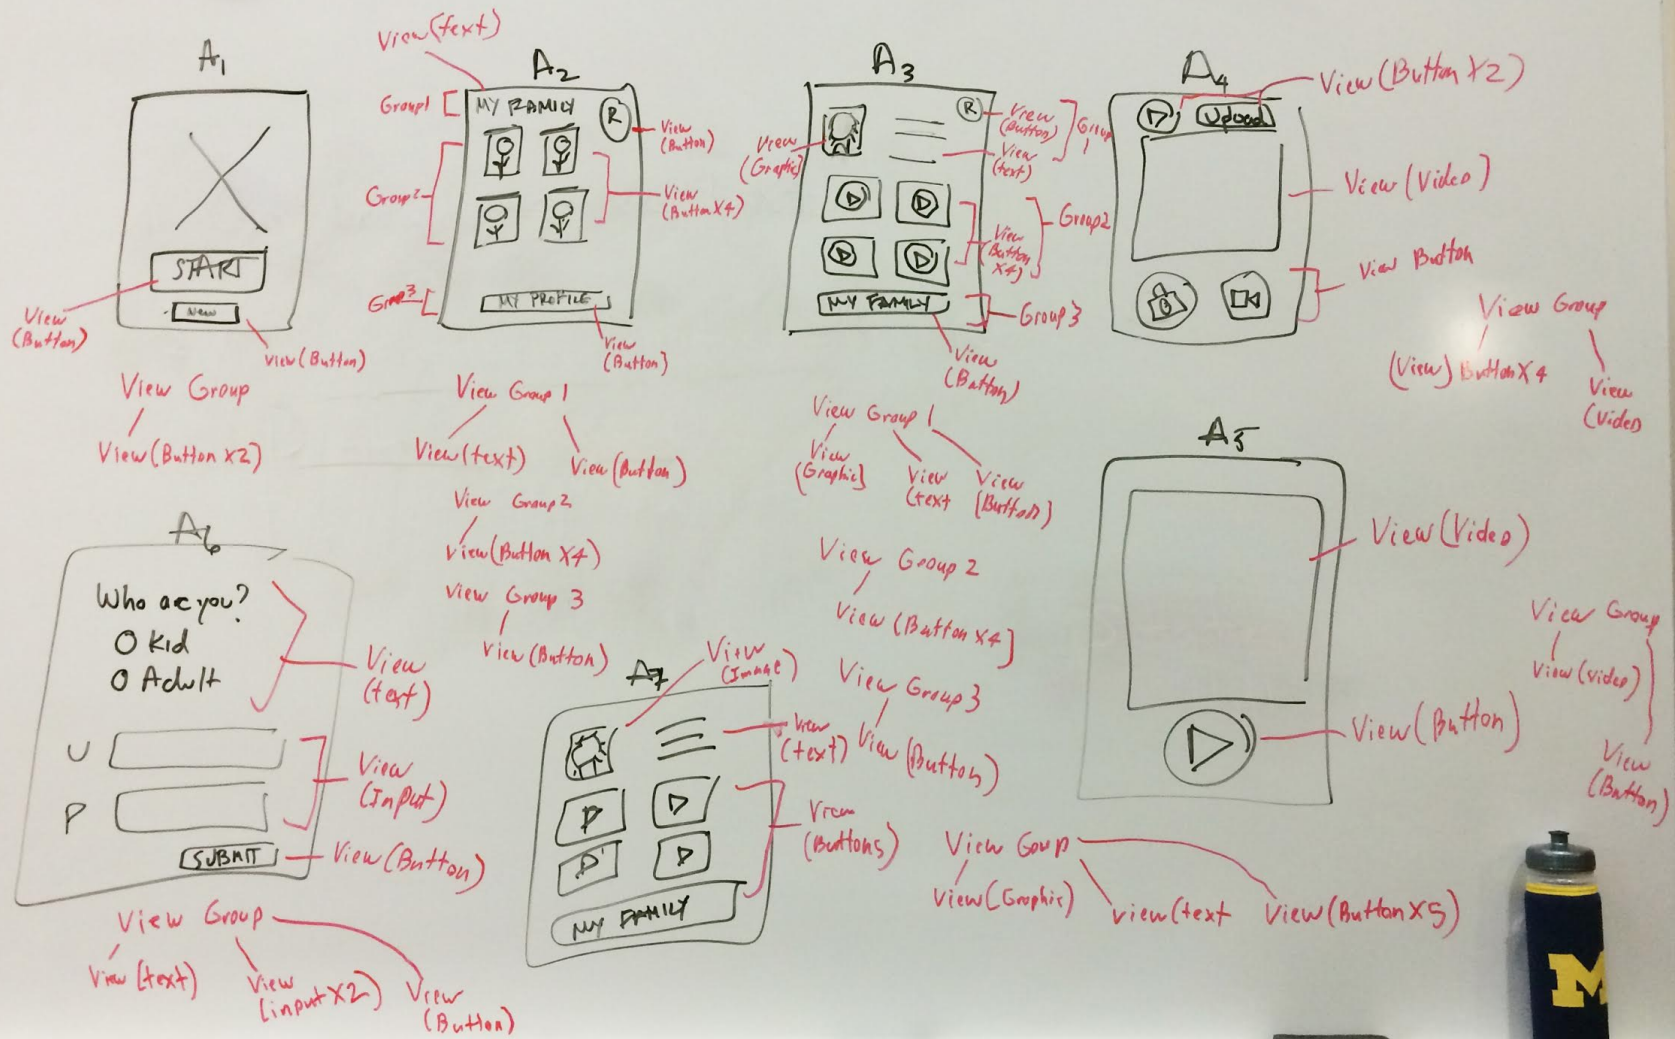 A1
View
(Button)
START
New
view(Button)
View Group
View(Button X2)
View(text)
A2
Group1
MY FAMILY
R
View
(Button)
Group2
View
(Button X4)
Group3
MY PROFILE
View
(Button)
View Group 1
View(text)
View(Button)
View Group2
View(Button X4)
View Group 3
View(Button)
A3
R
View
(Button)
Group
1
View
(Graphic)
View
(text)
View
Button
X4)
Group2
MY FAMILY
Group3
View
(Button)
View Group 1
View
(Graphic)
View
(text
View
(Button)
View Group 2
View(Button X4)
View Group 3
View(Button)
A4
Upload
View(Button X2)
View(Video)
View Button
View Group
(View) Button X4
View
(Video)
A5
View(Video)
View(Button)
View Group
View(video)
View
(Button)
A6
Who are you?
Kid
Adult
View
(text)
U
P
View
(Input)
SUBMIT
View(Button)
View Group
View(text)
View
(input X2)
View
(Button)
A7
View
(Image)
View
(text)
View
(Buttons)
MY FAMILY
View Goup
View(Graphic)
View(text
View(Button X5)
M